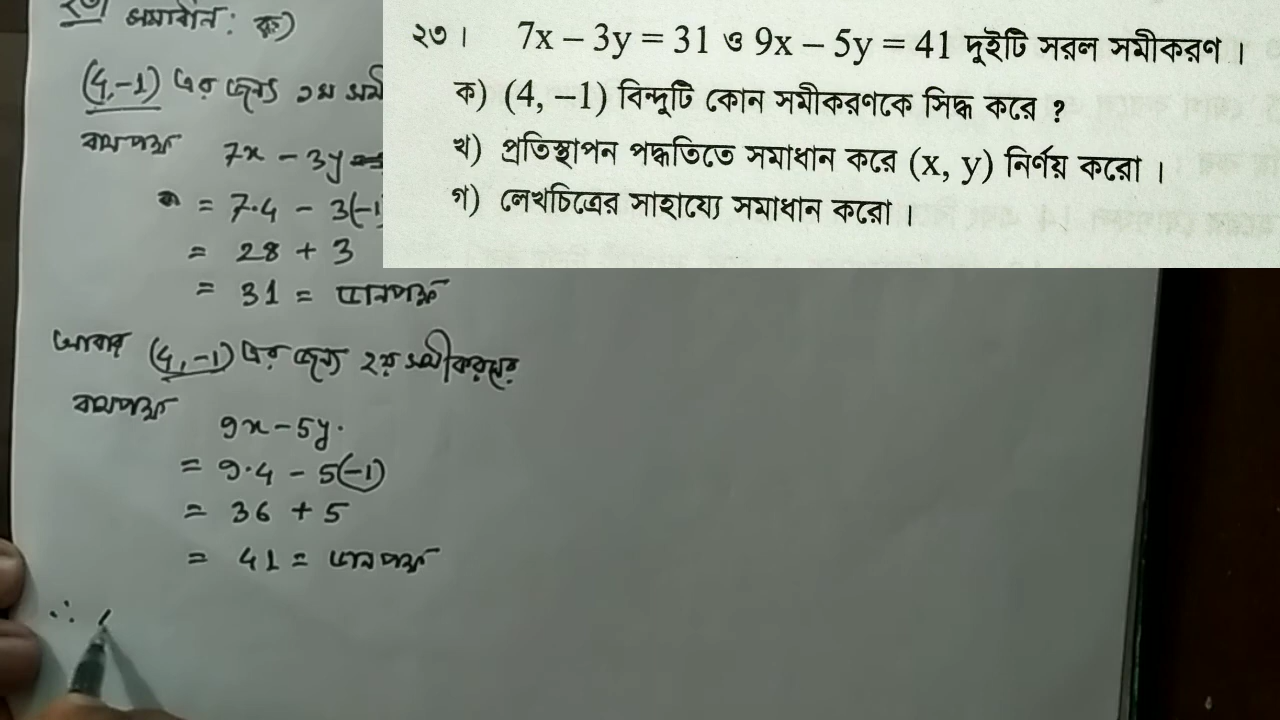 ২৩। 7x – 3y = 31 ও 9x – 5y = 41 দুইটি সরল সমীকরণ।
ক) (4, –1) বিন্দুটি কোন সমীকরণকে সিদ্ধ করে ?
খ) প্রতিস্থাপন পদ্ধতিতে সমাধান করে (x, y) নির্ণয় করো।
গ) লেখচিত্রের সাহায্যে সমাধান করো।
২৩ সমাধান: ক)
(4,-1) এর জন্য ১ম
বামপক্ষ 7x - 3y
= 7·4 - 3(-1
= 28 + 3
= 31 = ডানপক্ষ
আবার (4,-1) এর জন্য ২য় সমীকরণের
বামপক্ষ
9x-5y.
= 9·4 - 5(-1)
= 36 + 5
= 41 = ডানপক্ষ
∴